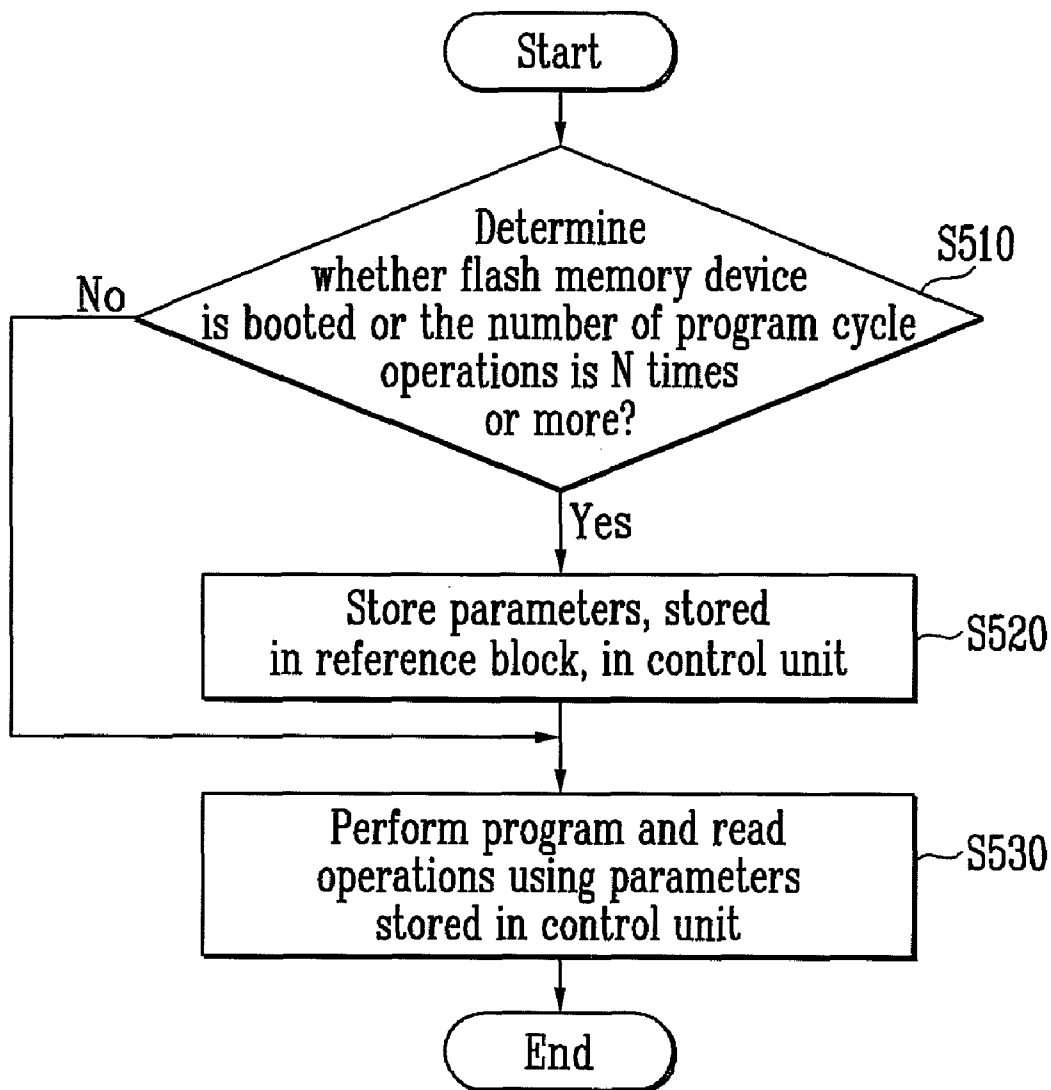 Start
Determine
whether flash memory device
is booted or the number of program cycle
operations is N times
or more?
S510
No
Yes
Store parameters, stored
in reference block, in control unit
S520
Perform program and read
operations using parameters
stored in control unit
S530
End